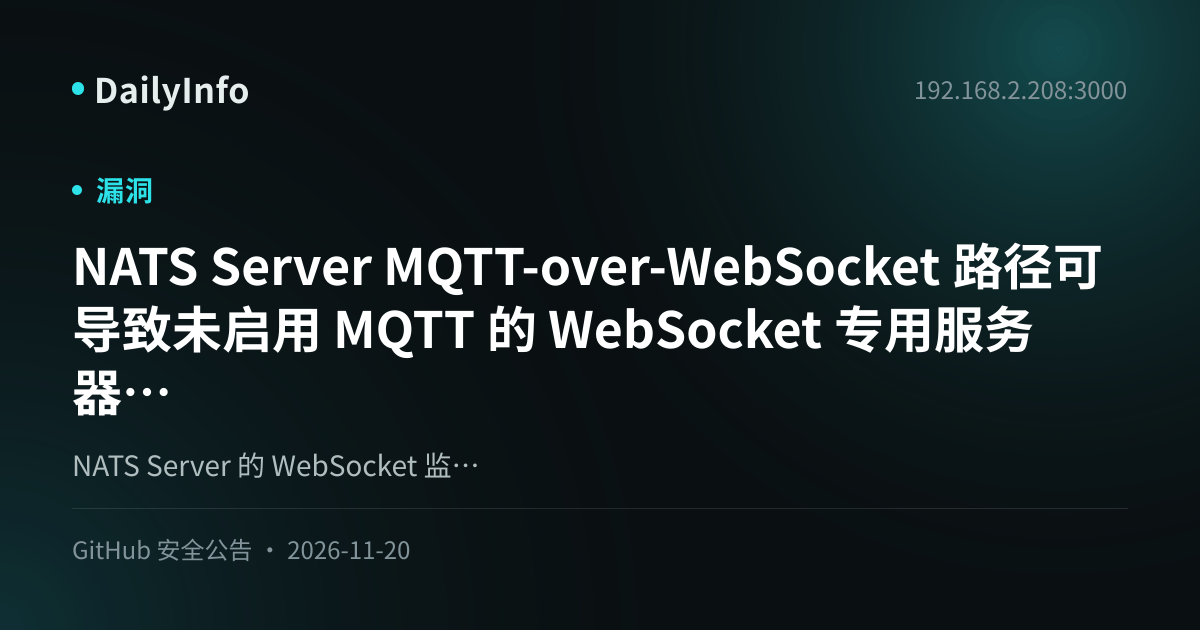 DailyInfo
192.168.2.208:3000
漏洞
NATS Server MQTT-over-WebSocket 路径可
导致未启用 MQTT 的 WebSocket 专用服务
器…
NATS Server 的 WebSocket 监…
GitHub 安全公告 · 2026-11-20